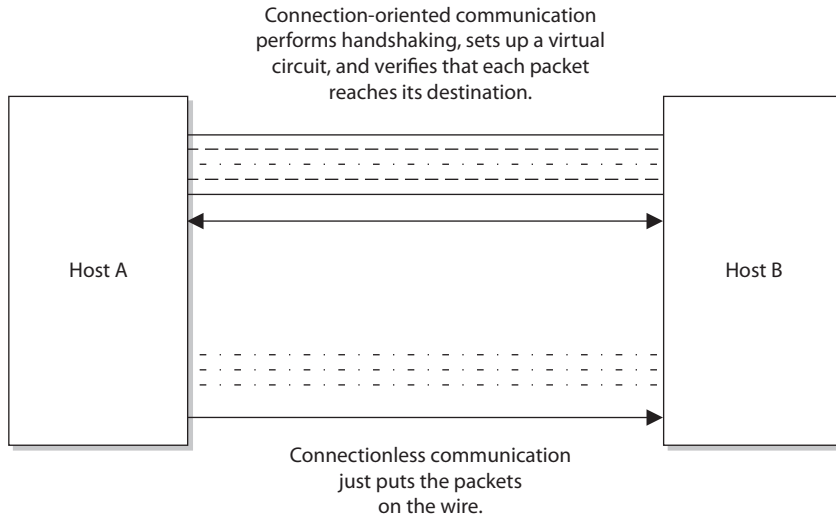 Connection-oriented communication
performs handshaking, sets up a virtual
circuit, and verifies that each packet
reaches its destination.
Host A
Host B
Connectionless communication
just puts the packets
on the wire.